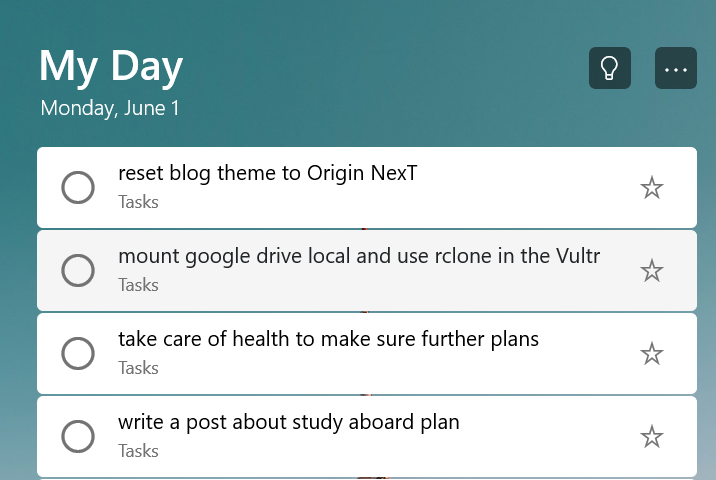 My Day
Monday, June 1
reset blog theme to Origin NexT
Tasks
mount google drive local and use rclone in the Vultr
Tasks
take care of health to make sure further plans
Tasks
write a post about study aboard plan
Tasks